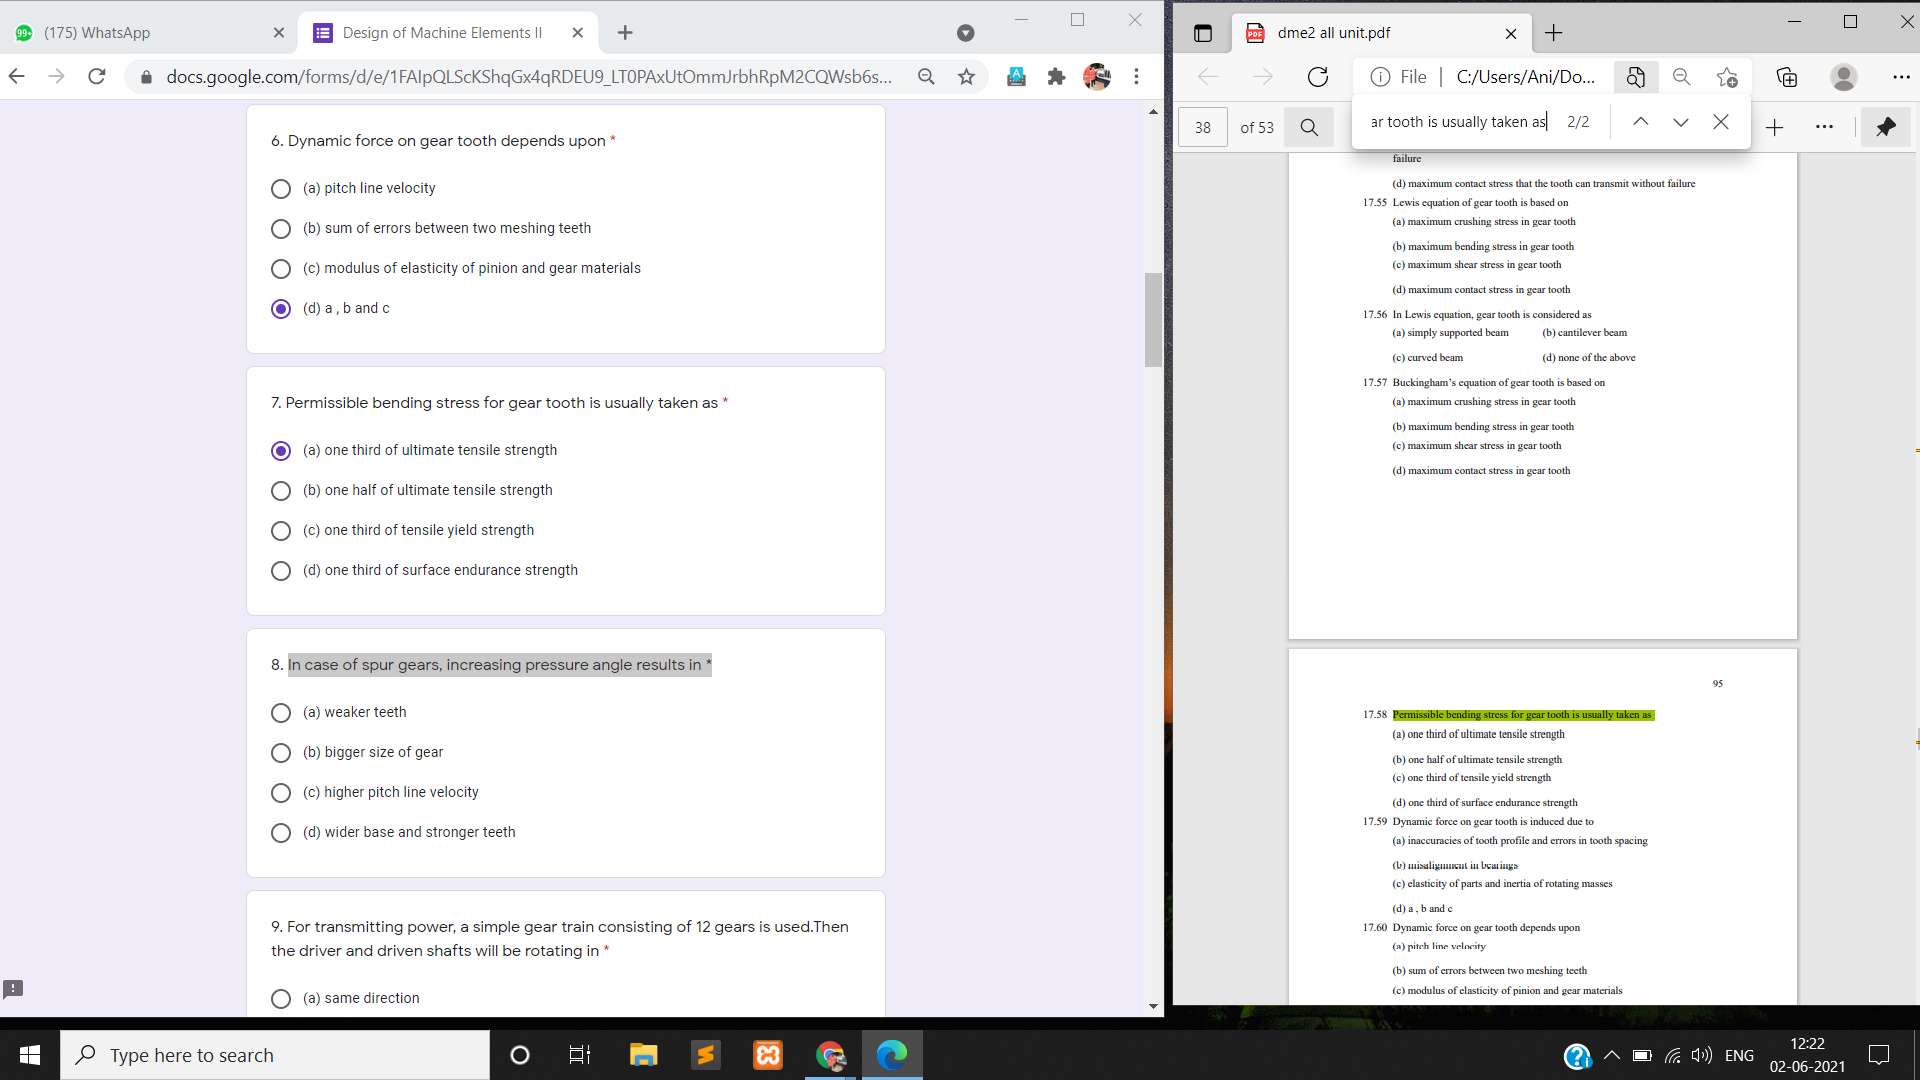 99+ (175) WhatsApp
Design of Machine Elements II
docs.google.com/forms/d/e/1FAIpQLScKShqGx4qRDEU9_LT0PAxUtOmmJrbhRpM2CQWsb6s...
6. Dynamic force on gear tooth depends upon *
(a) pitch line velocity
(b) sum of errors between two meshing teeth
(c) modulus of elasticity of pinion and gear materials
(d) a , b and c
7. Permissible bending stress for gear tooth is usually taken as *
(a) one third of ultimate tensile strength
(b) one half of ultimate tensile strength
(c) one third of tensile yield strength
(d) one third of surface endurance strength
8. In case of spur gears, increasing pressure angle results in *
(a) weaker teeth
(b) bigger size of gear
(c) higher pitch line velocity
(d) wider base and stronger teeth
9. For transmitting power, a simple gear train consisting of 12 gears is used.Then
the driver and driven shafts will be rotating in *
(a) same direction
PDF dme2 all unit.pdf
File C:/Users/Ani/Do...
38 of 53
ar tooth is usually taken as 2/2
failure
(d) maximum contact stress that the tooth can transmit without failure
17.55 Lewis equation of gear tooth is based on
(a) maximum crushing stress in gear tooth
(b) maximum bending stress in gear tooth
(c) maximum shear stress in gear tooth
(d) maximum contact stress in gear tooth
17.56 In Lewis equation, gear tooth is considered as
(a) simply supported beam (b) cantilever beam
(c) curved beam (d) none of the above
17.57 Buckingham's equation of gear tooth is based on
(a) maximum crushing stress in gear tooth
(b) maximum bending stress in gear tooth
(c) maximum shear stress in gear tooth
(d) maximum contact stress in gear tooth
95
17.58 Permissible bending stress for gear tooth is usually taken as
(a) one third of ultimate tensile strength
(b) one half of ultimate tensile strength
(c) one third of tensile yield strength
(d) one third of surface endurance strength
17.59 Dynamic force on gear tooth is induced due to
(a) inaccuracies of tooth profile and errors in tooth spacing
(b) misalignment in bearings
(c) elasticity of parts and inertia of rotating masses
(d) a , b and c
17.60 Dynamic force on gear tooth depends upon
(a) pitch line velocity
(b) sum of errors between two meshing teeth
(c) modulus of elasticity of pinion and gear materials
Type here to search
ENG
12:22
02-06-2021